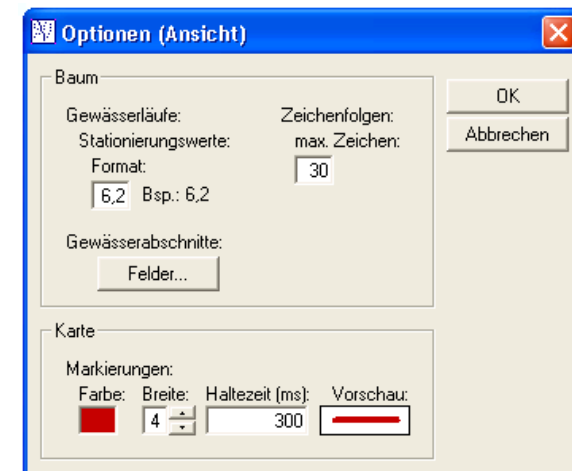 Optionen (Ansicht)
Baum
OK
Abbrechen
Gewässerläufe: Zeichenfolgen:
Stationierungswerte: max. Zeichen:
Format: 30
6,2 Bsp.: 6,2
Gewässerabschnitte:
Felder...
Karte
Markierungen:
Farbe: Breite: Haltezeit (ms): Vorschau:
4 300